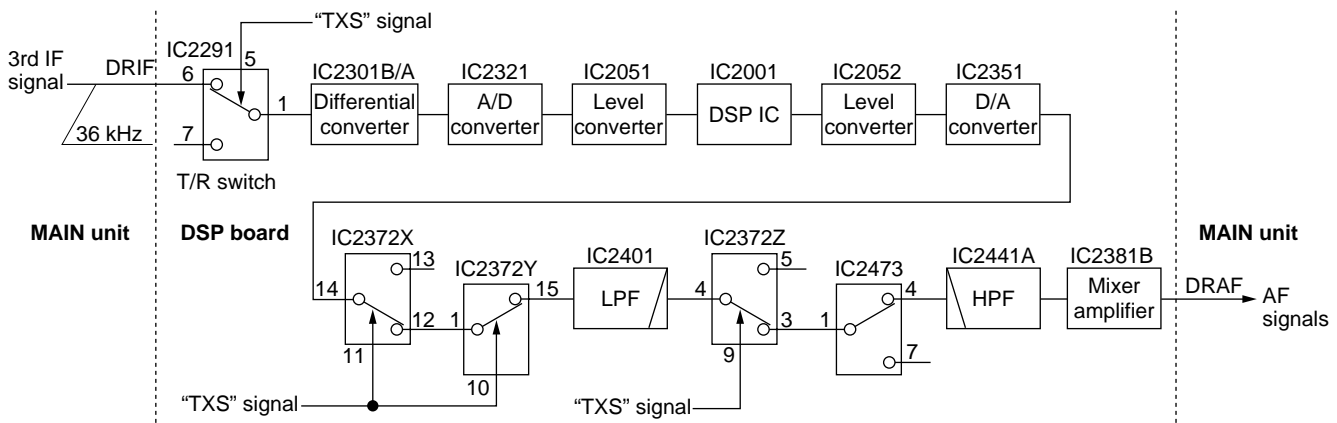 "TXS" signal
3rd IF
signal
DRIF
IC2291
5
6
1
7
36 kHz
T/R switch
IC2301B/A
Differential
converter
IC2321
A/D
converter
IC2051
Level
converter
IC2001
DSP IC
IC2052
Level
converter
IC2351
D/A
converter
MAIN unit
DSP board
IC2372X
13
14
12
11
IC2372Y
15
1
10
IC2401
LPF
IC2372Z
5
4
3
9
IC2473
4
1
7
IC2441A
HPF
IC2381B
Mixer
amplifier
MAIN unit
DRAF
AF
signals
"TXS" signal
"TXS" signal